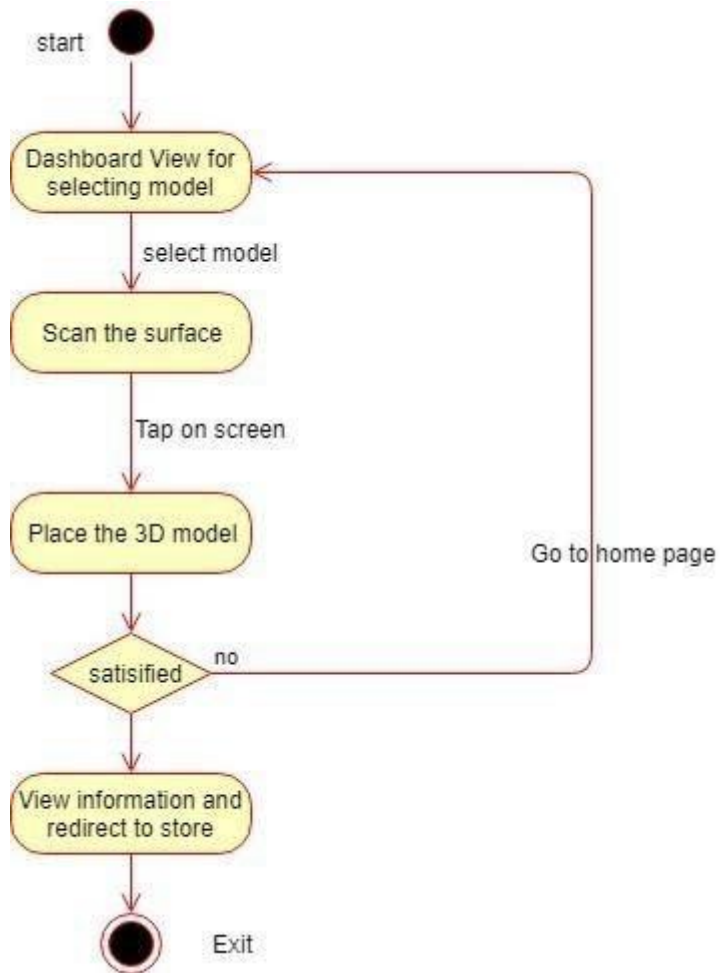 start
Dashboard View for
selecting model
select model
Scan the surface
Tap on screen
Place the 3D model
Go to home page
satisified
no
View information and
redirect to store
Exit